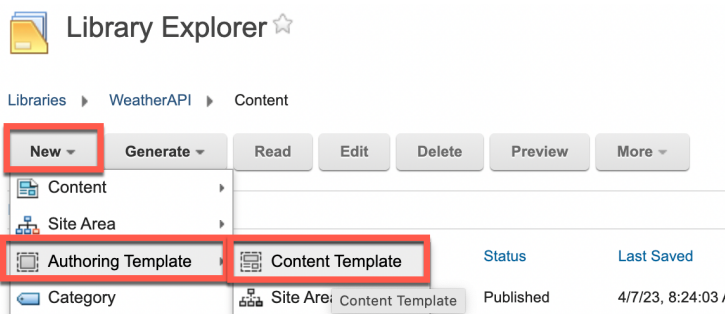 Library Explorer
Libraries WeatherAPI Content
New Generate Read Edit Delete Preview More
Content
Site Area
Authoring Template Content Template Status Last Saved
Category Site Area Content Template Published 4/7/23, 8:24:03